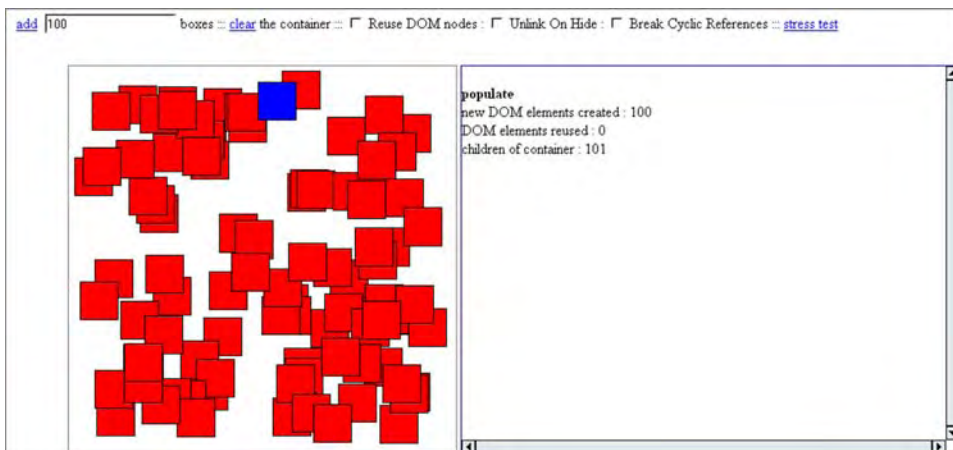 add 100 boxes ::: clear the container ::: Reuse DOM nodes : Unlink On Hide : Break Cyclic References ::: stress test
populate
new DOM elements created : 100
DOM elements reused : 0
children of container : 101